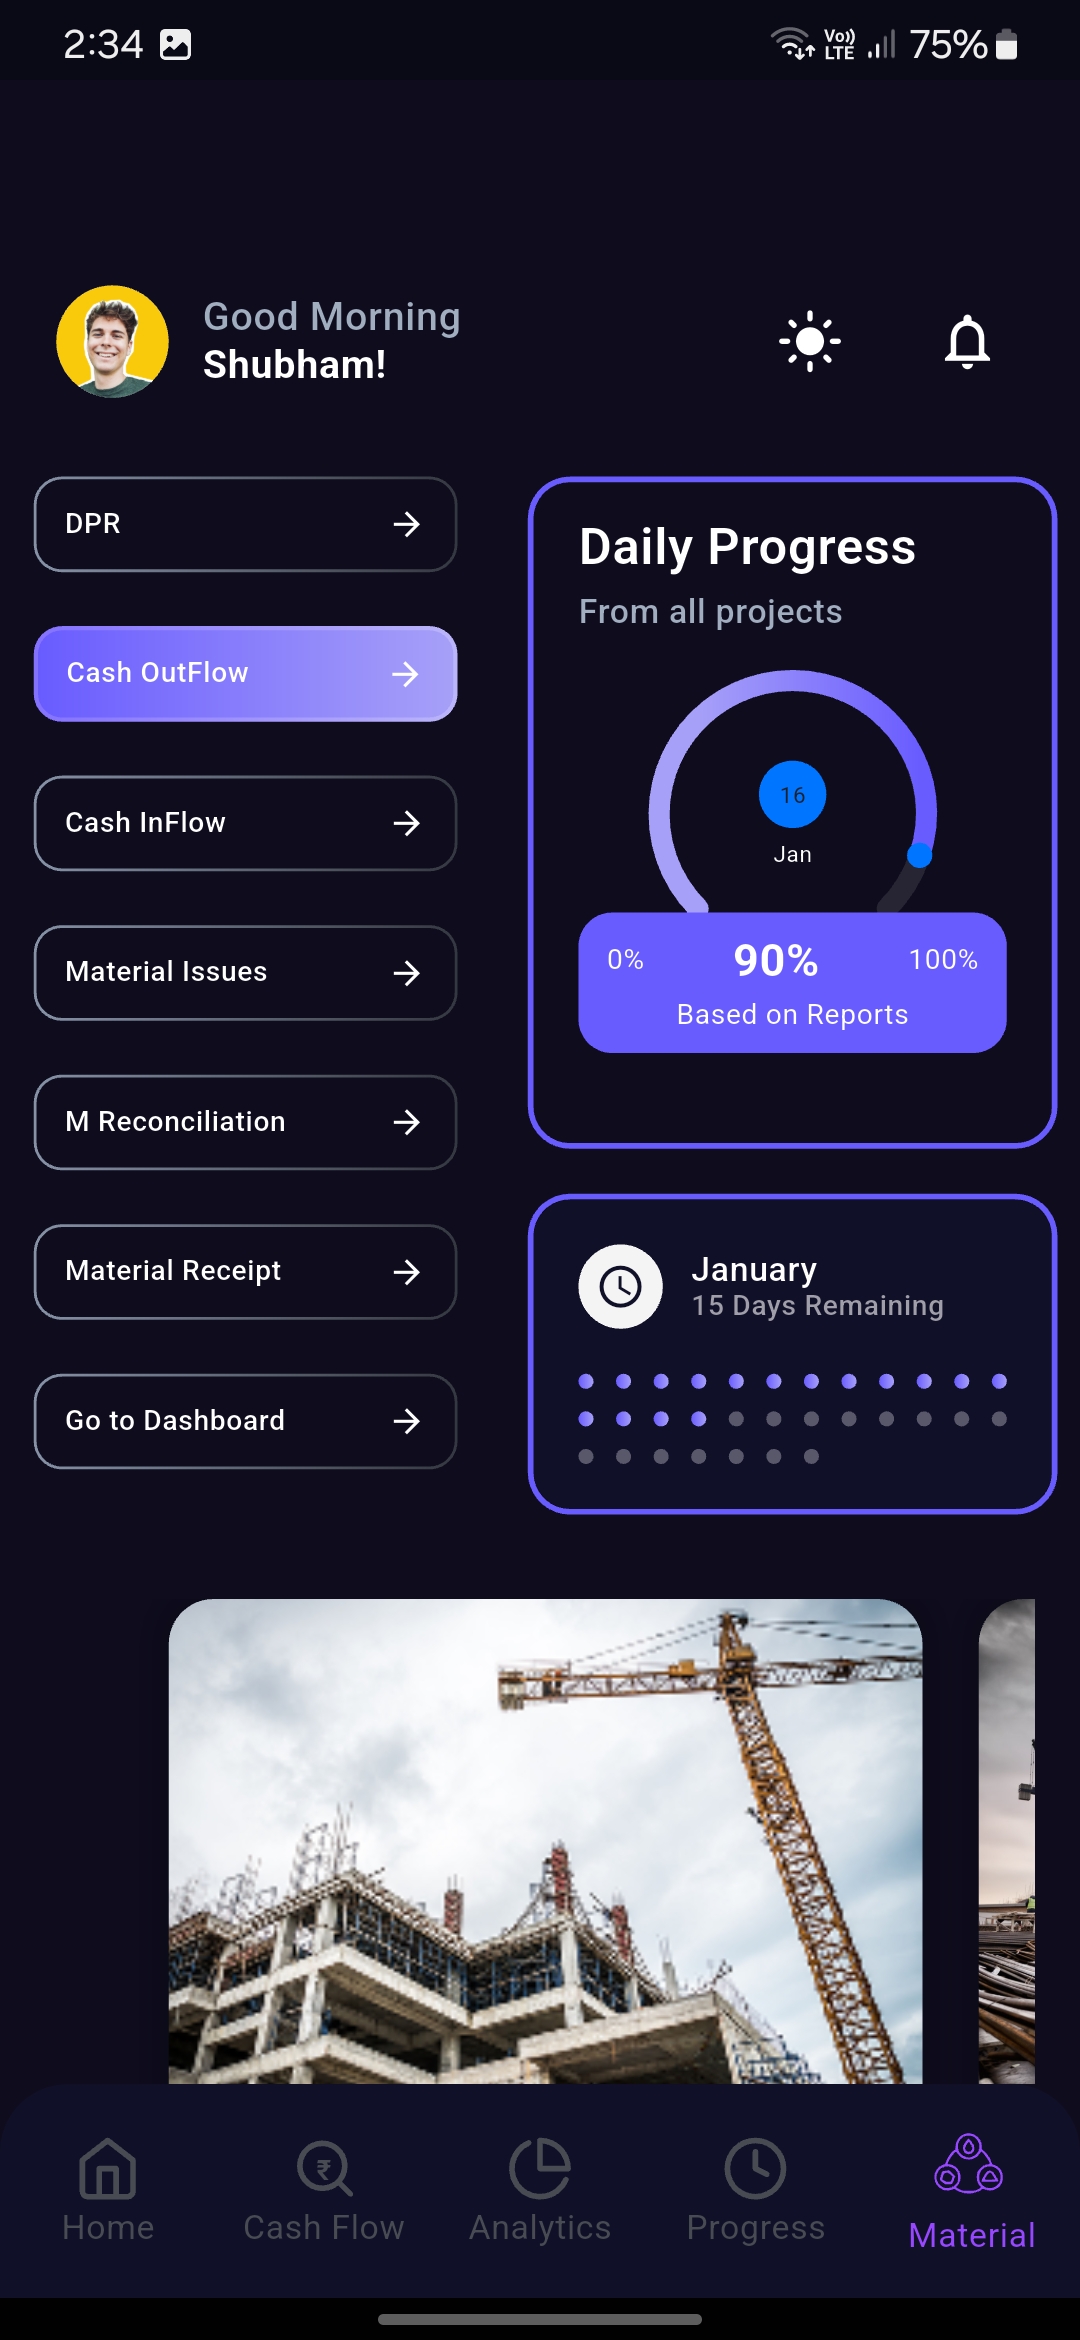 2:34
Vo))
LTE
75%
Good Morning
Shubham!
DPR
Cash OutFlow
Cash InFlow
Material Issues
M Reconciliation
Material Receipt
Go to Dashboard
Daily Progress
From all projects
16
Jan
0% 90% 100%
Based on Reports
January
15 Days Remaining
₹
Home Cash Flow Analytics Progress Material